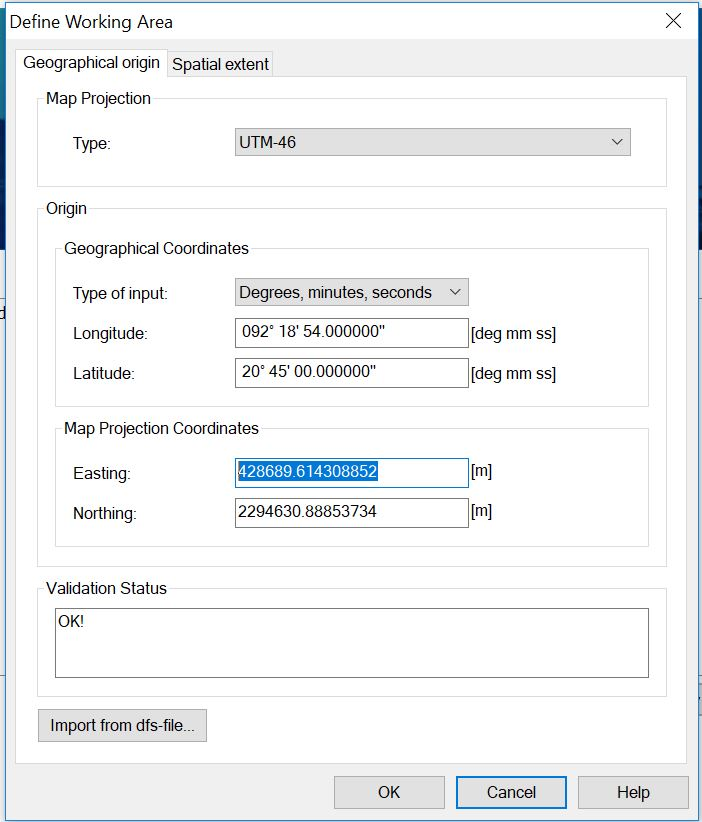 Define Working Area
Geographical origin
Spatial extent
Map Projection
Type:
UTM-46
Origin
Geographical Coordinates
Type of input:
Degrees, minutes, seconds
Longitude:
092° 18' 54.000000"
[deg mm ss]
Latitude:
20° 45' 00.000000"
[deg mm ss]
Map Projection Coordinates
Easting:
428689.614308852
[m]
Northing:
2294630.88853734
[m]
Validation Status
OK!
Import from dfs-file...
OK
Cancel
Help